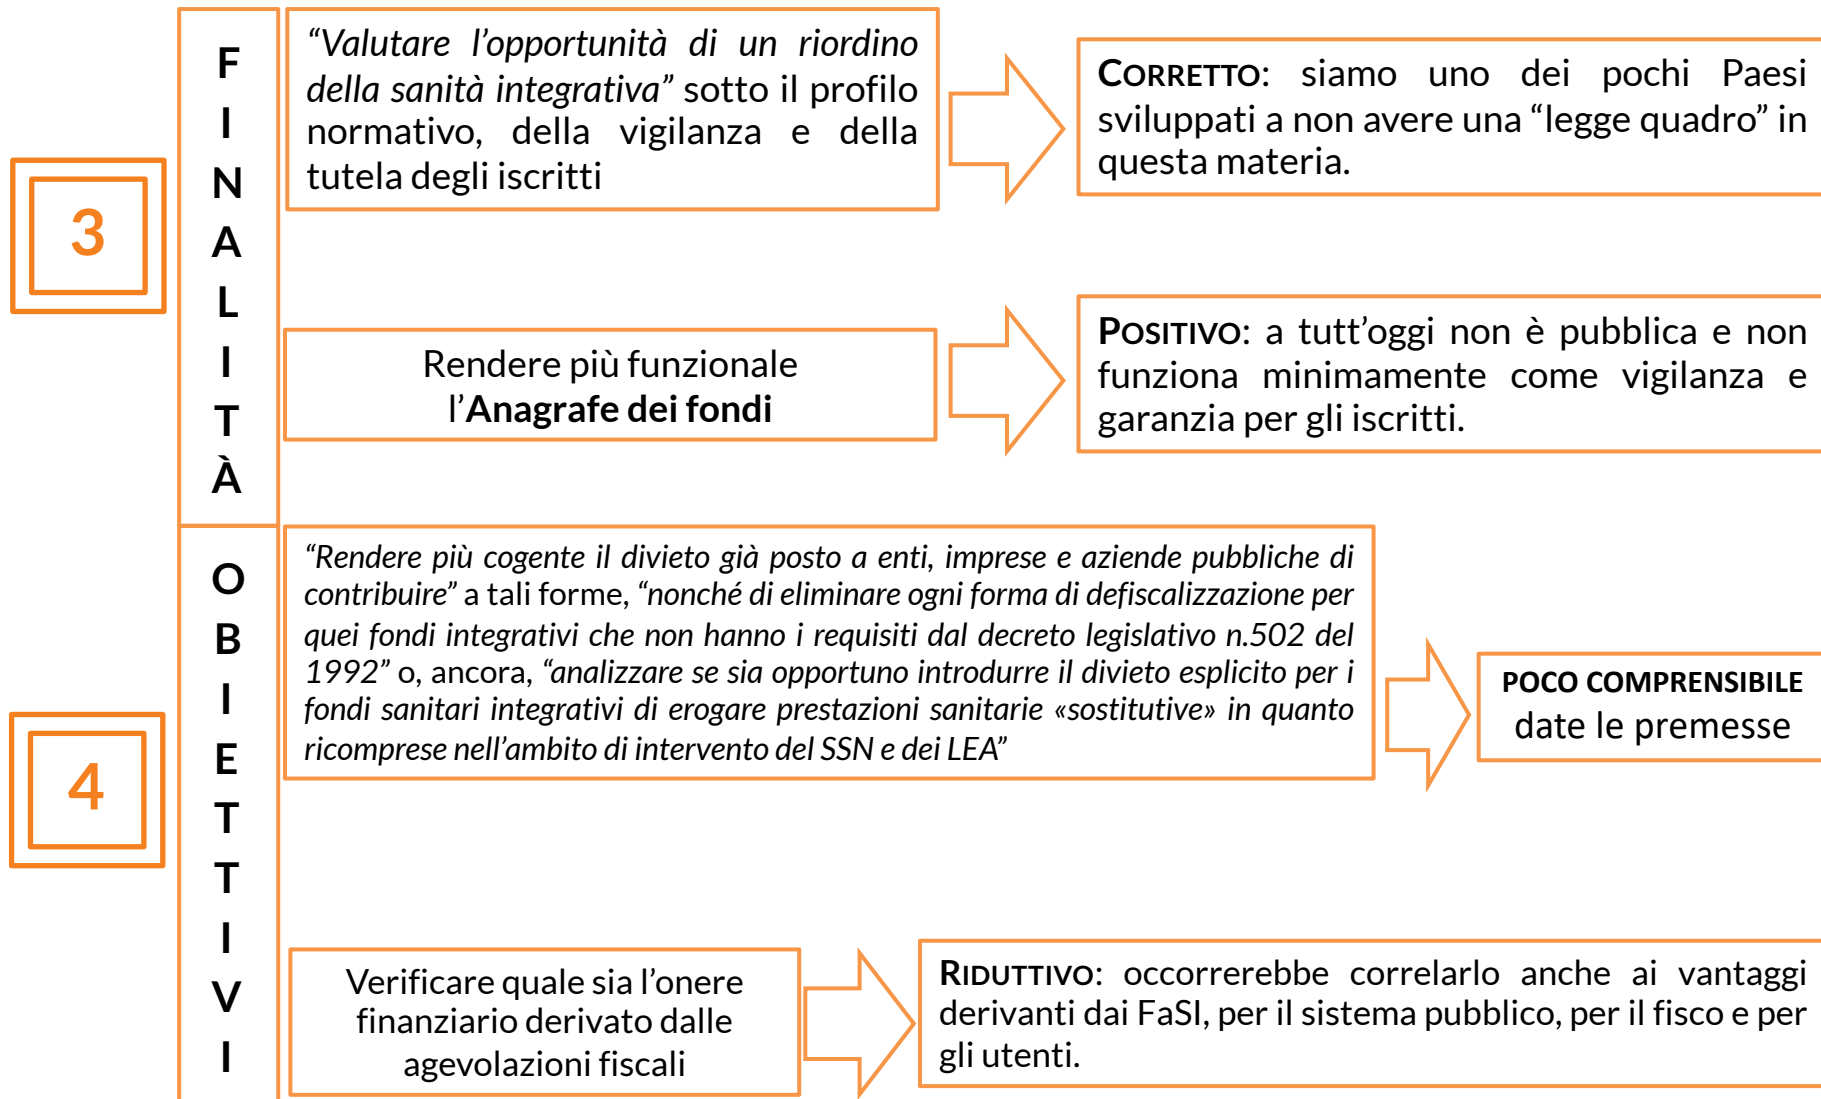 3
FINALITÀ
“Valutare l’opportunità di un riordino
della sanità integrativa” sotto il profilo
normativo, della vigilanza e della
tutela degli iscritti
CORRETTO: siamo uno dei pochi Paesi
sviluppati a non avere una “legge quadro” in
questa materia.
Rendere più funzionale
l’Anagrafe dei fondi
POSITIVO: a tutt’oggi non è pubblica e non
funziona minimamente come vigilanza e
garanzia per gli iscritti.
4
OBIETTIVI
“Rendere più cogente il divieto già posto a enti, imprese e aziende pubbliche di
contribuire” a tali forme, “nonché di eliminare ogni forma di defiscalizzazione per
quei fondi integrativi che non hanno i requisiti dal decreto legislativo n.502 del
1992” o, ancora, “analizzare se sia opportuno introdurre il divieto esplicito per i
fondi sanitari integrativi di erogare prestazioni sanitarie «sostitutive» in quanto
ricomprese nell’ambito di intervento del SSN e dei LEA”
POCO COMPRENSIBILE
date le premesse
Verificare quale sia l’onere
finanziario derivato dalle
agevolazioni fiscali
RIDUTTIVO: occorrerebbe correlarlo anche ai vantaggi
derivanti dai FaSI, per il sistema pubblico, per il fisco e per
gli utenti.